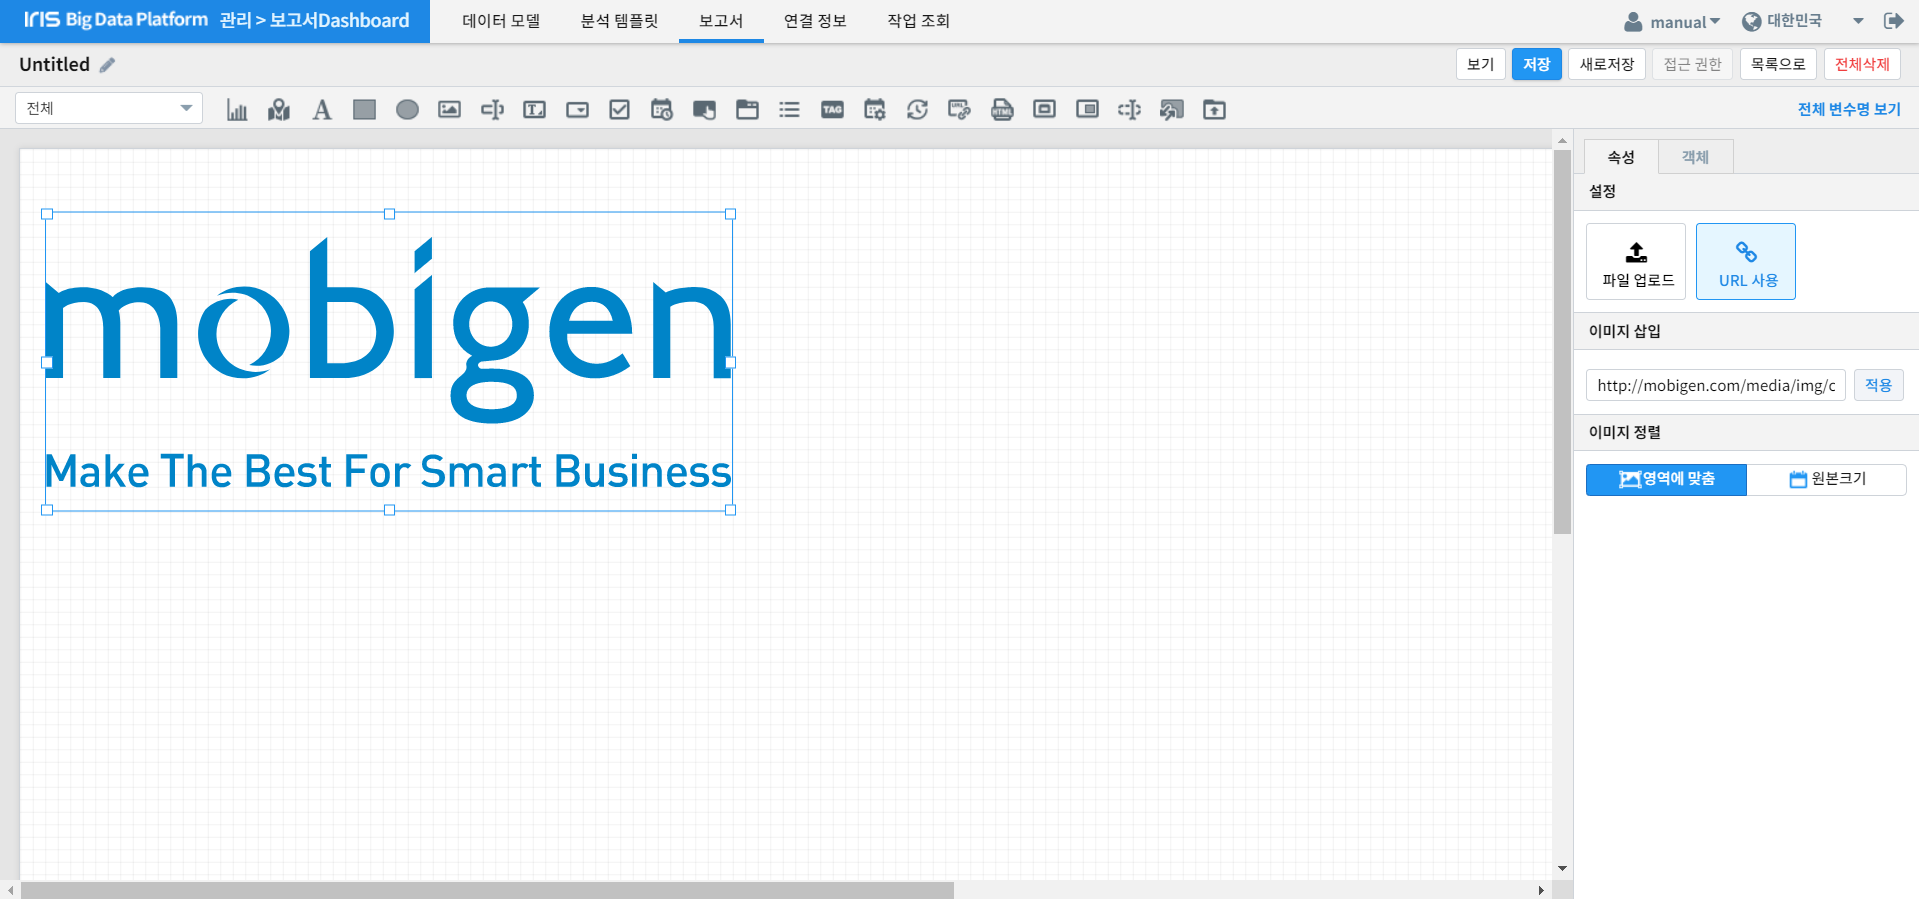 IRIS Big Data Platform 관리 > 보고서Dashboard 데이터 모델 분석 템플릿 보고서 연결 정보 작업 조회 manual 대한민국
Untitled 보기 저장 새로저장 접근 권한 목록으로 전체삭제
전체 A T TAG URL HTML 전체 변수명 보기
속성 객체
설정
파일 업로드 URL 사용
이미지 삽입
http://mobigen.com/media/img/c 적용
이미지 정렬
영역에 맞춤 원본크기
mobigen
Make The Best For Smart Business